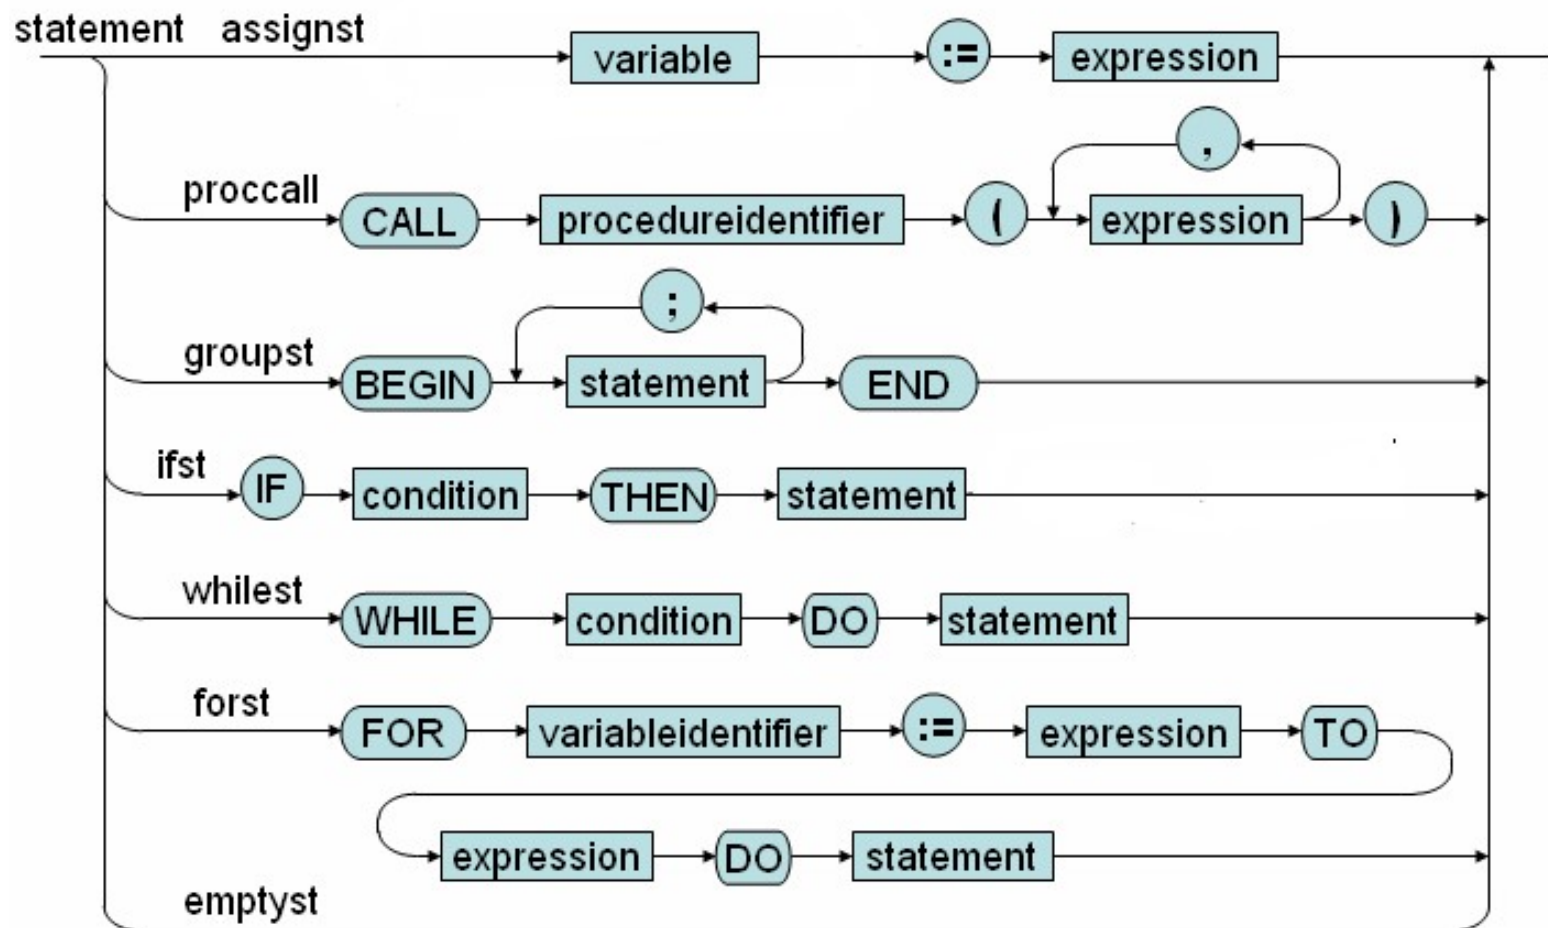 statement assignst
variable := expression
,
proccall CALL procedureidentifier ( expression )
;
groupst BEGIN statement END
ifst IF condition THEN statement
whilest WHILE condition DO statement
forst FOR variableidentifier := expression TO
expression DO statement
emptyst